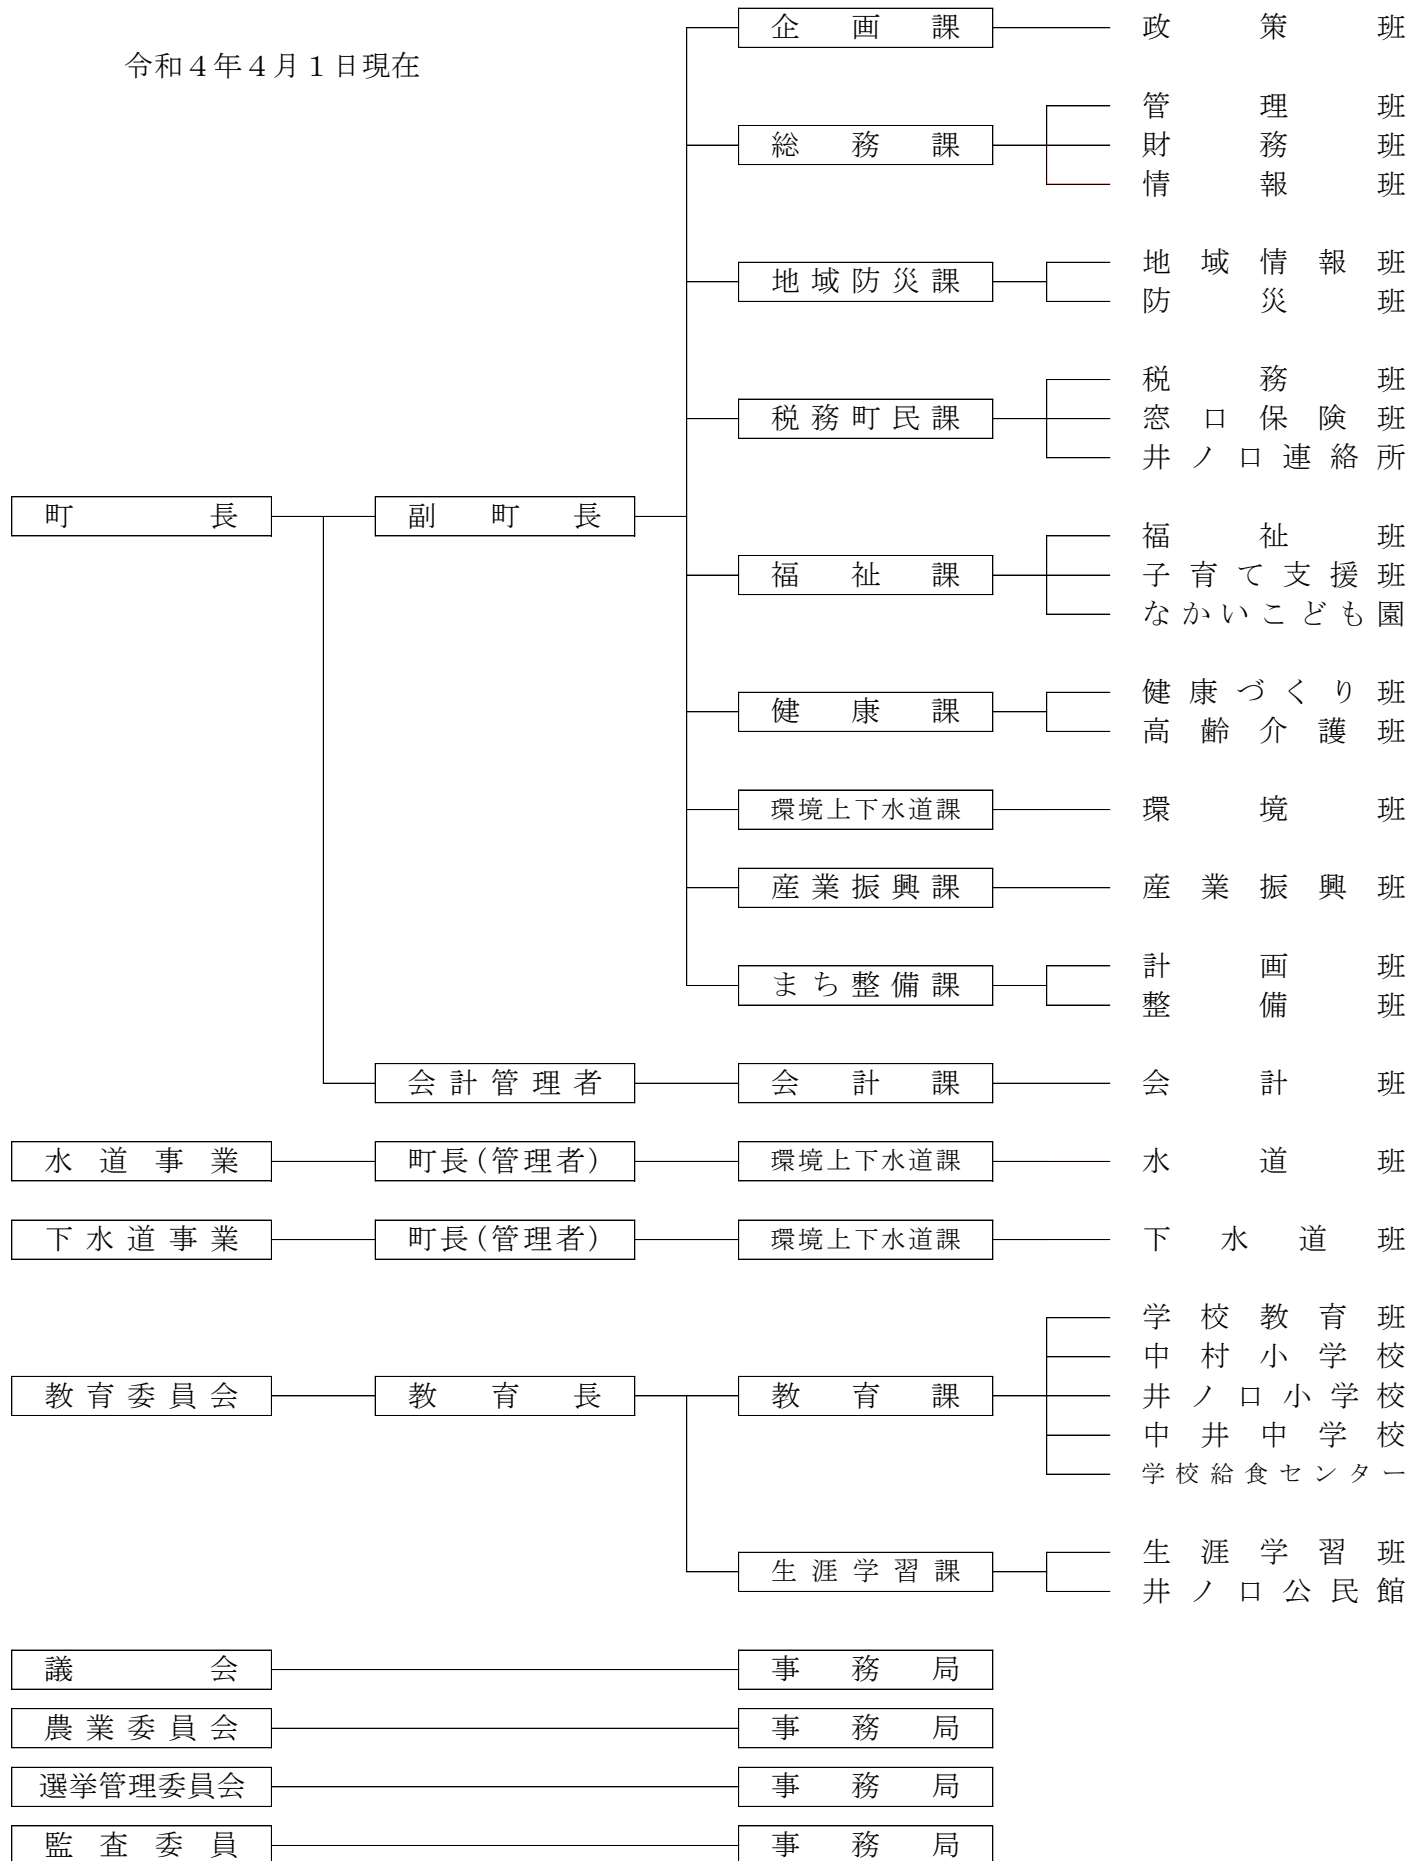 企画課 政策班
令和４年４月１日現在
管理班
総務課 財務班
情報班
地域情報班
地域防災課
防災班
税務班
税務町民課 窓口保険班
井ノ口連絡所
町長 副町長
福祉班
福祉課 子育て支援班
なかいこども園
健康づくり班
健康課
高齢介護班
環境上下水道課 環境班
産業振興課 産業振興班
計画班
まち整備課
整備班
会計管理者 会計課 会計班
水道事業 町長(管理者) 環境上下水道課 水道班
下水道事業 町長(管理者) 環境上下水道課 下水道班
学校教育班
中村小学校
教育委員会 教育長 教育課 井ノ口小学校
中井中学校
学校給食センター
生涯学習班
生涯学習課
井ノ口公民館
議会 事務局
農業委員会 事務局
選挙管理委員会 事務局
監査委員 事務局